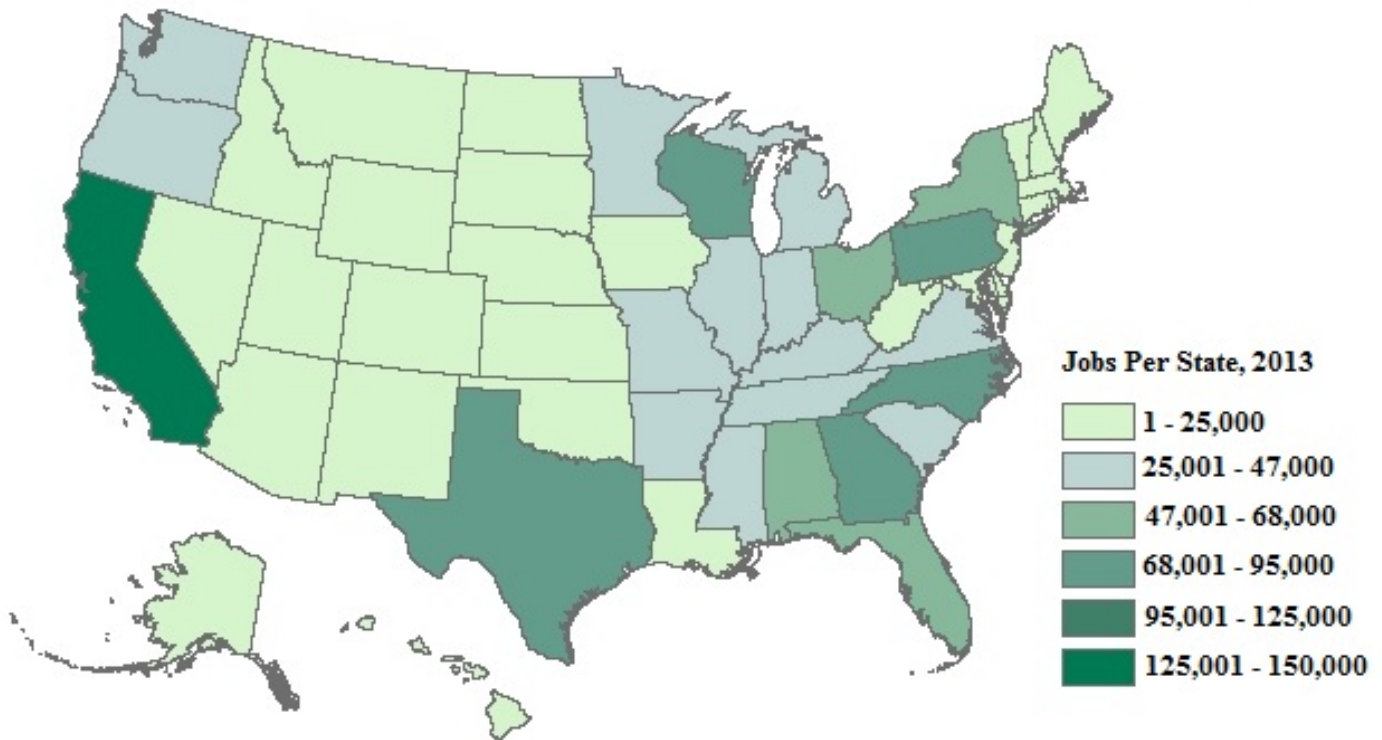 Jobs Per State, 2013
1 - 25,000
25,001 - 47,000
47,001 - 68,000
68,001 - 95,000
95,001 - 125,000
125,001 - 150,000